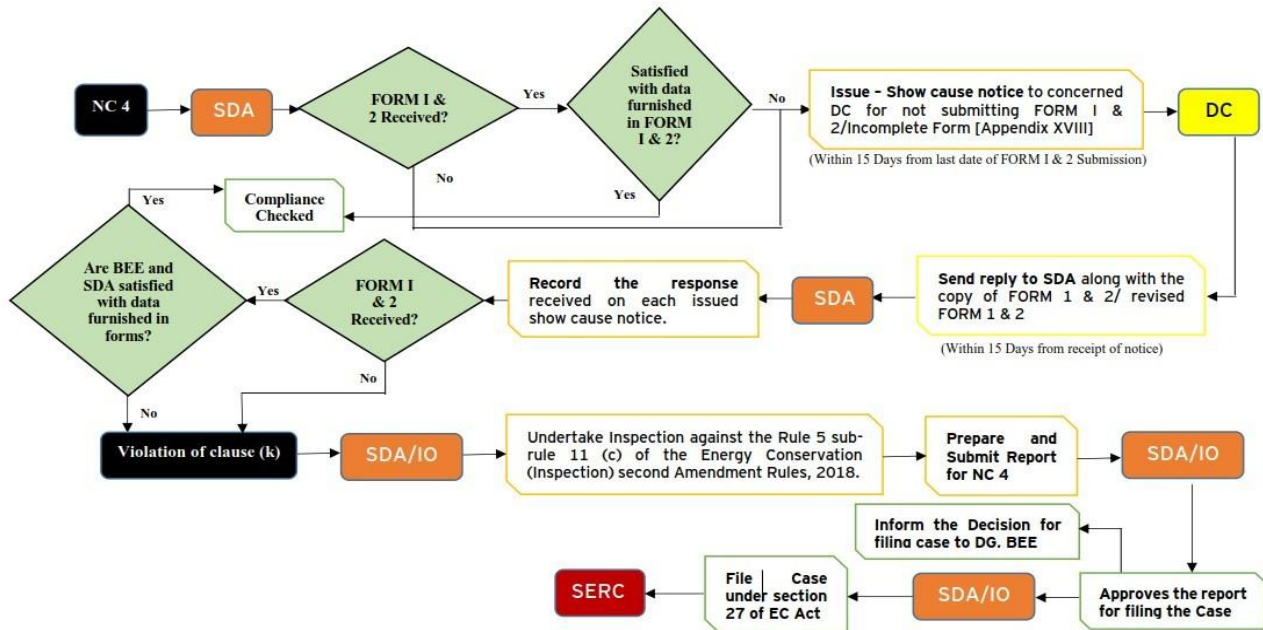 NC 4
SDA
FORM I &
2 Received?
Yes
No
Satisfied
with data
furnished
in FORM
I & 2?
No
Yes
Issue – Show cause notice to concerned
DC for not submitting FORM I &
2/Incomplete Form [Appendix XVIII]
(Within 15 Days from last date of FORM I & 2 Submission)
DC
Send reply to SDA along with the
copy of FORM 1 & 2/ revised
FORM 1 & 2
(Within 15 Days from receipt of notice)
SDA
Record the response
received on each issued
show cause notice.
FORM I
& 2
Received?
Yes
No
Are BEE and
SDA satisfied
with data
furnished in
forms?
Yes
No
Compliance
Checked
Violation of clause (k)
SDA/IO
Undertake Inspection against the Rule 5 sub-
rule 11 (c) of the Energy Conservation
(Inspection) second Amendment Rules, 2018.
Prepare and
Submit Report
for NC 4
SDA/IO
Approves the report
for filing the Case
Inform the Decision for
filing case to DG. BEE
SDA/IO
File Case
under section
27 of EC Act
SERC